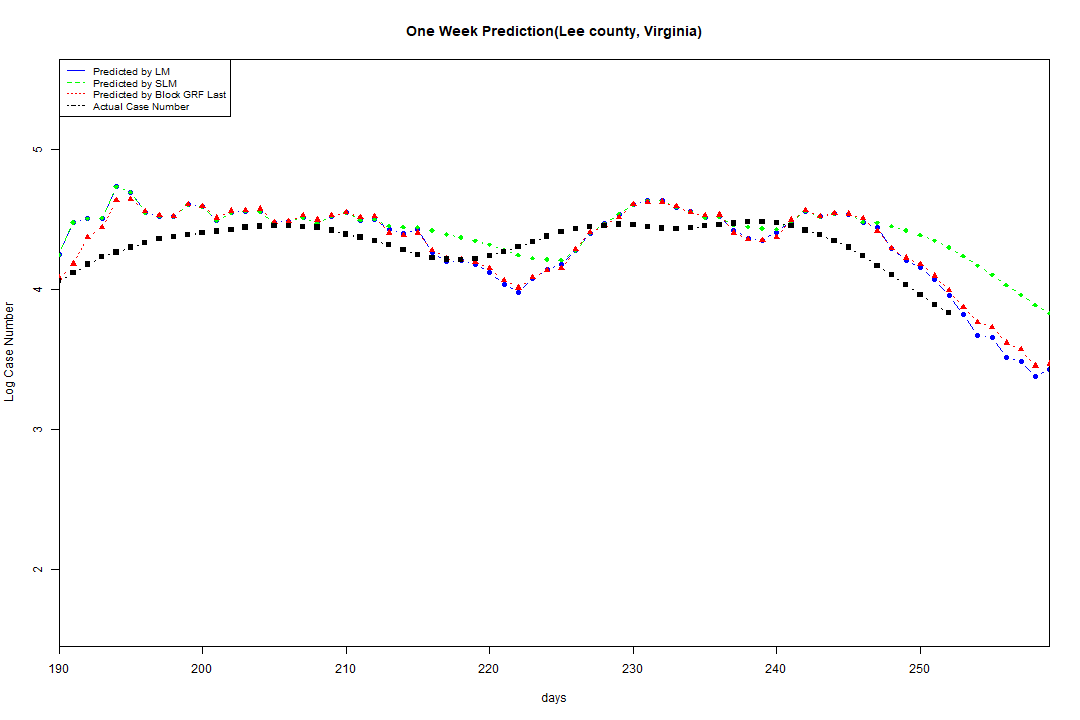 One Week Prediction(Lee county, Virginia)
Predicted by LM
Predicted by SLM
Predicted by Block GRF Last
Actual Case Number
5
4
3
2
Log Case Number
190 200 210 220 230 240 250
days